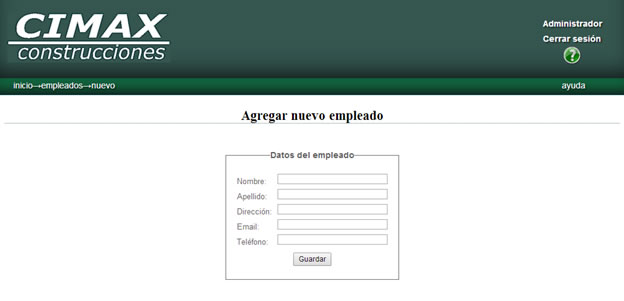 CIMAX
construcciones
Administrador
Cerrar sesión
?
inicio→empleados→nuevo
ayuda
Agregar nuevo empleado
Datos del empleado
Nombre:
Apellido:
Dirección:
Email:
Teléfono:
Guardar